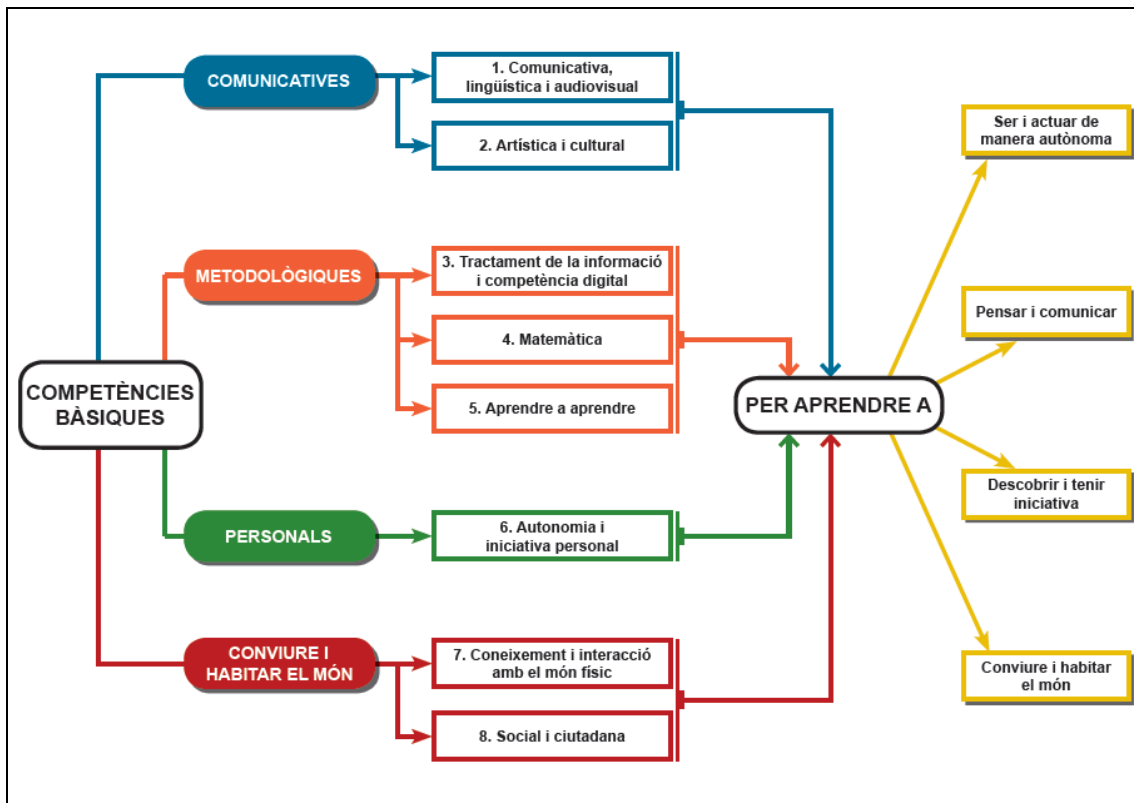 COMPETÈNCIES
BÀSIQUES
COMUNICATIVES
1. Comunicativa,
lingüística i audiovisual
2. Artística i cultural
METODOLÒGIQUES
3. Tractament de la informació
i competència digital
4. Matemàtica
5. Aprendre a aprendre
PERSONALS
6. Autonomia i
iniciativa personal
CONVIURE I
HABITAR EL MÓN
7. Coneixement i interacció
amb el món físic
8. Social i ciutadana
PER APRENDRE A
Ser i actuar de
manera autònoma
Pensar i comunicar
Descobrir i tenir
iniciativa
Conviure i habitar
el món